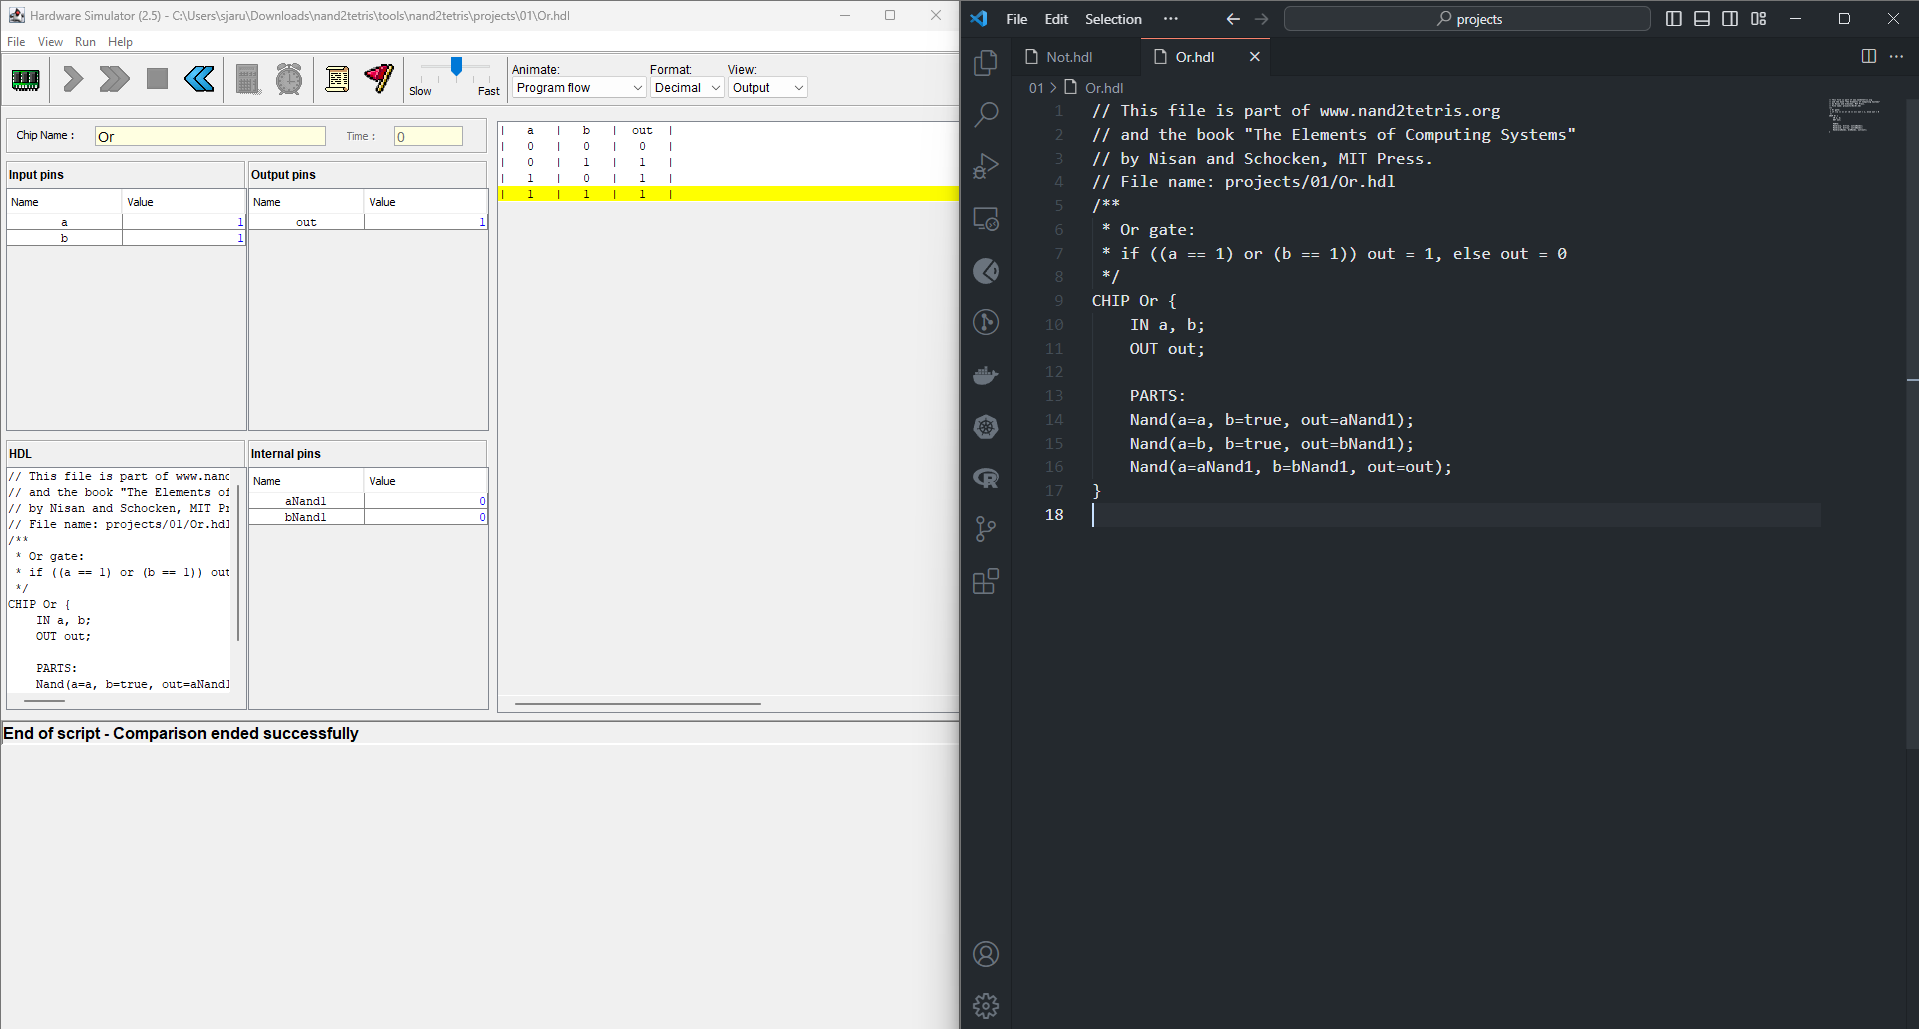 Hardware Simulator (2.5) - C:\Users\sjaru\Downloads\nand2tetris\tools\nand2tetris\projects\01\Or.hdl
File View Run Help
Slow Fast
Animate: Format: View:
Program flow Decimal Output
Chip Name : Or Time : 0
Input pins
Name Value
a 1
b 1
Output pins
Name Value
out 1
HDL
// This file is part of www.nand
// and the book "The Elements of
// by Nisan and Schocken, MIT Pr
// File name: projects/01/Or.hdl
/**
* Or gate:
* if ((a == 1) or (b == 1)) out
*/
CHIP Or {
IN a, b;
OUT out;
PARTS:
Nand(a=a, b=true, out=aNand1
Internal pins
Name Value
aNand1 0
bNand1 0
| a | b | out |
| 0 | 0 | 0 |
| 0 | 1 | 1 |
| 1 | 0 | 1 |
| 1 | 1 | 1 |
End of script - Comparison ended successfully
File Edit Selection ··· projects
Not.hdl Or.hdl
01 > Or.hdl
1 // This file is part of www.nand2tetris.org
2 // and the book "The Elements of Computing Systems"
3 // by Nisan and Schocken, MIT Press.
4 // File name: projects/01/Or.hdl
5 /**
6 * Or gate:
7 * if ((a == 1) or (b == 1)) out = 1, else out = 0
8 */
9 CHIP Or {
10 IN a, b;
11 OUT out;
12
13 PARTS:
14 Nand(a=a, b=true, out=aNand1);
15 Nand(a=b, b=true, out=bNand1);
16 Nand(a=aNand1, b=bNand1, out=out);
17 }
18